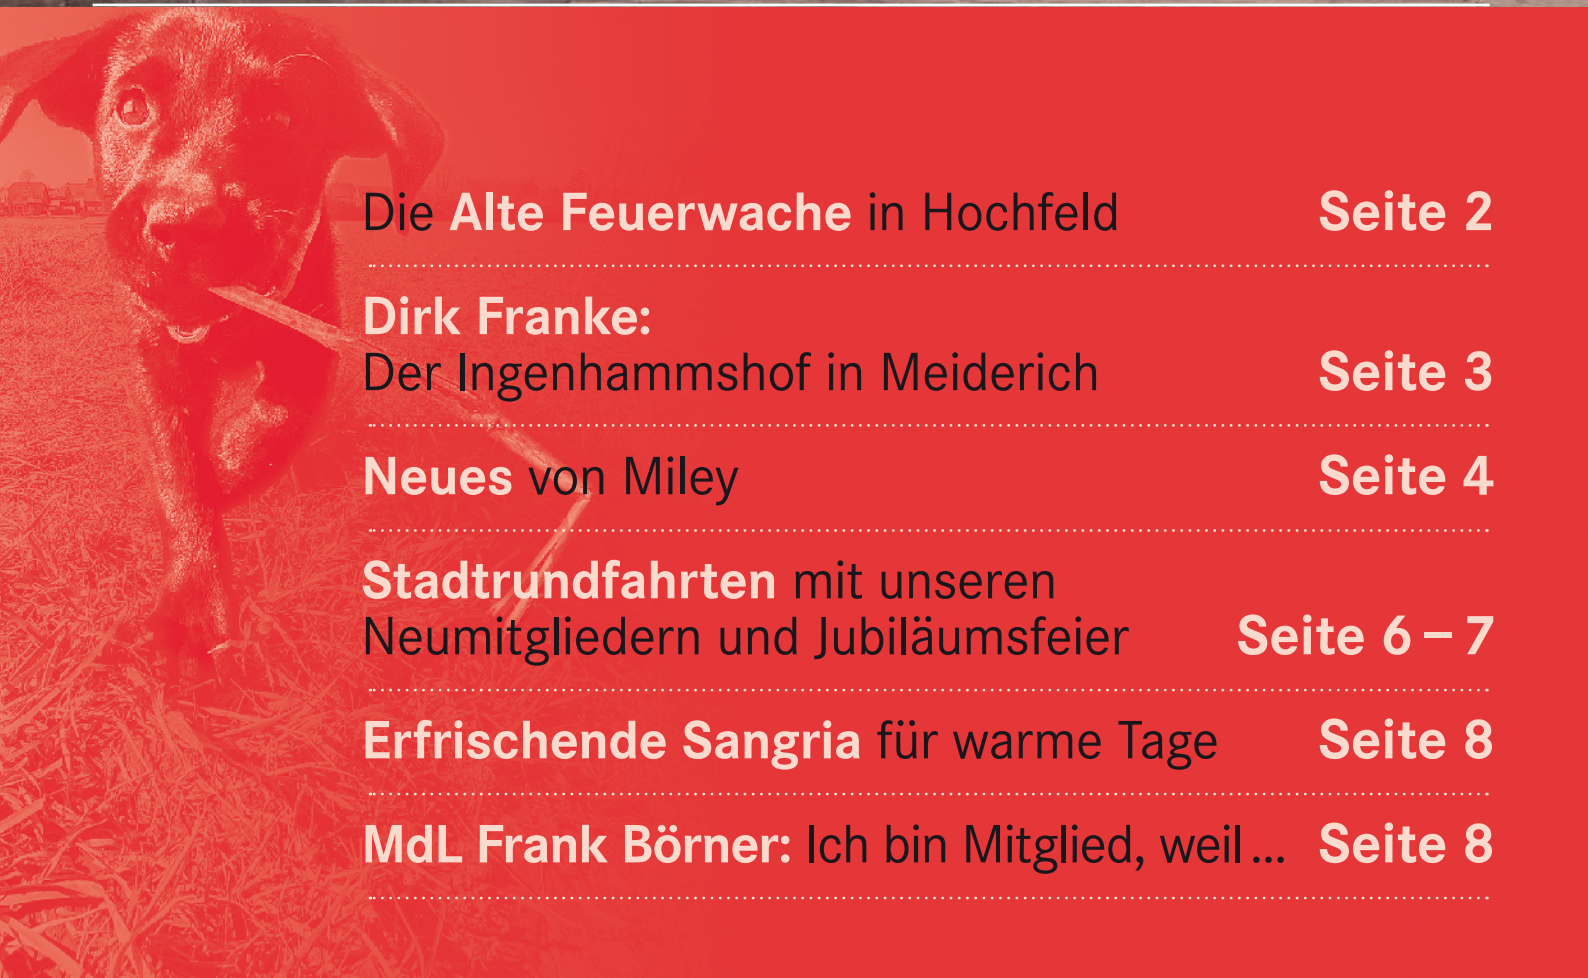 Die Alte Feuerwache in Hochfeld Seite 2
Dirk Franke:
Der Ingenhammshof in Meiderich Seite 3
Neues von Miley Seite 4
Stadtrundfahrten mit unseren
Neumitgliedern und Jubiläumsfeier Seite 6 – 7
Erfrischende Sangria für warme Tage Seite 8
MdL Frank Börner: Ich bin Mitglied, weil ... Seite 8